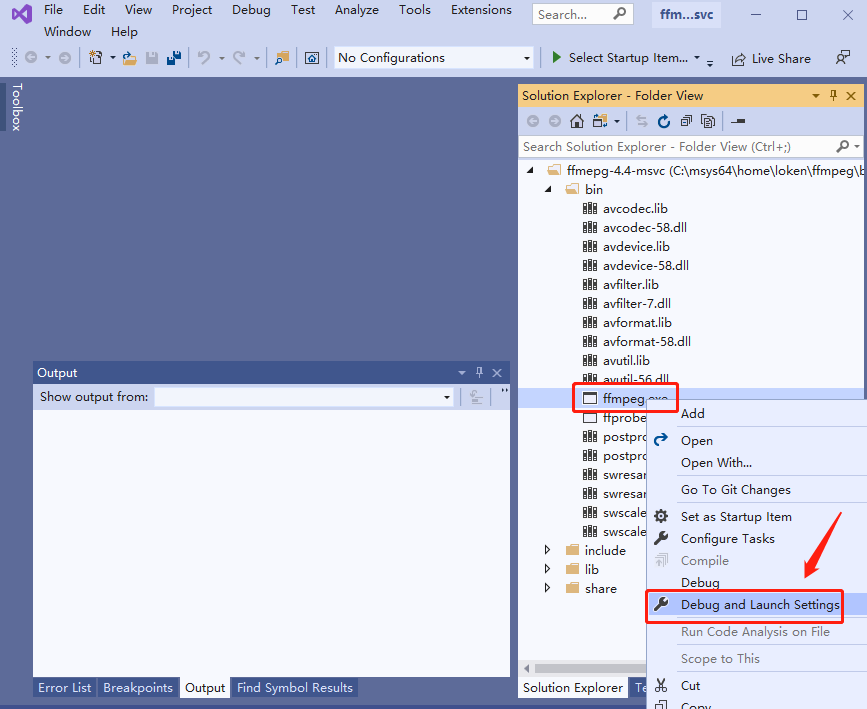 File Edit View Project Debug Test Analyze Tools Extensions Search... ffm...svc
Window Help
No Configurations Select Startup Item... Live Share
Toolbox
Solution Explorer - Folder View
Search Solution Explorer - Folder View (Ctrl+;)
ffmepg-4.4-msvc (C:\msys64\home\loken\ffmpeg\b
bin
avcodec.lib
avcodec-58.dll
avdevice.lib
avdevice-58.dll
avfilter.lib
avfilter-7.dll
avformat.lib
avformat-58.dll
avutil.lib
avutil-56.dll
ffmpeg.exe
ffprobe
postpro
postpro
swresar
swresar
swscale
swscale
include
lib
share
Output
Show output from:
Add
Open
Open With...
Go To Git Changes
Set as Startup Item
Configure Tasks
Compile
Debug
Debug and Launch Settings
Run Code Analysis on File
Scope to This
Cut
Copy
Error List Breakpoints Output Find Symbol Results
Solution Explorer Te